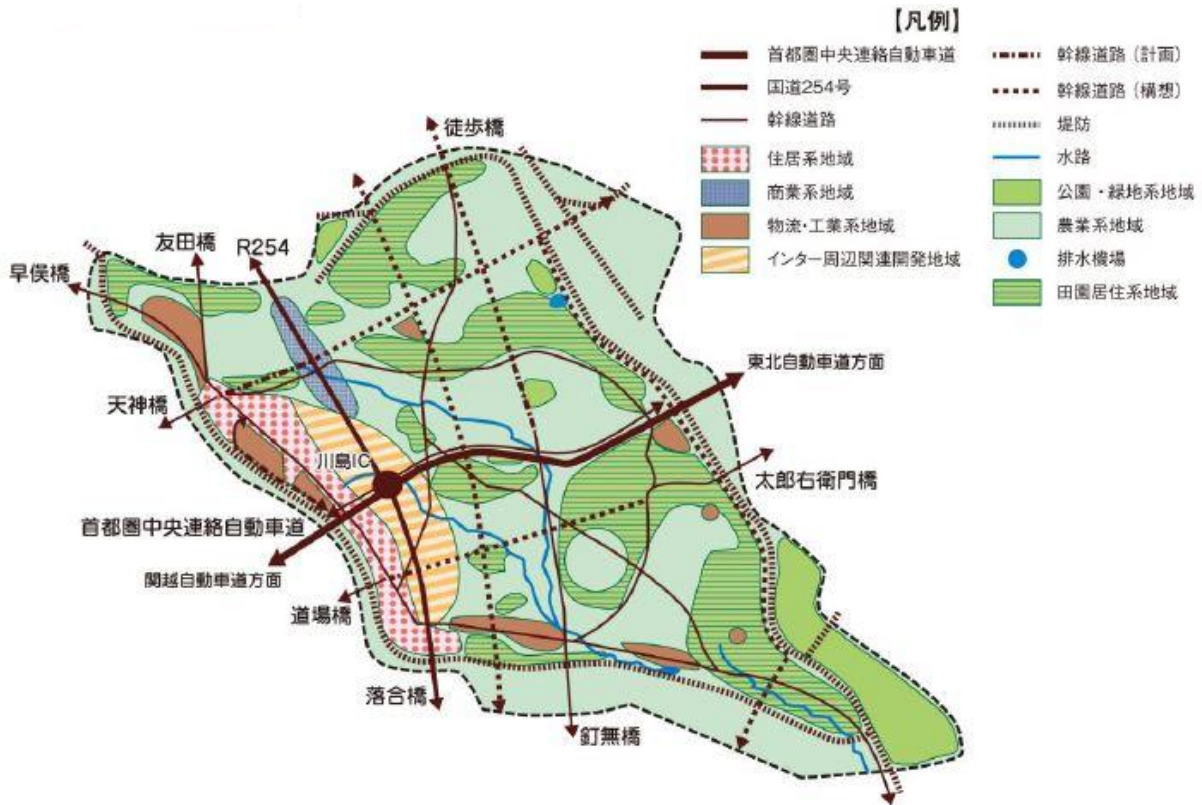 【凡例】
首都圏中央連絡自動車道
国道254号
幹線道路
住居系地域
商業系地域
物流・工業系地域
インター周辺関連開発地域
幹線道路（計画）
幹線道路（構想）
堤防
水路
公園・緑地系地域
農業系地域
排水機場
田園居住系地域
徒歩橋
友田橋
R254
早俣橋
天神橋
東北自動車道方面
川島IC
太郎右衛門橋
首都圏中央連絡自動車道
関越自動車道方面
道場橋
落合橋
釘無橋